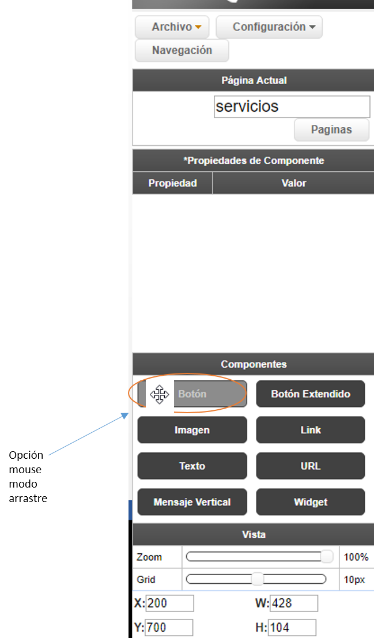 Archivo
Configuración
Navegación
Página Actual
servicios
Paginas
*Propiedades de Componente
Propiedad Valor
Componentes
Botón Botón Extendido
Imagen Link
Texto URL
Mensaje Vertical Widget
Opción
mouse
modo
arrastre
Vista
Zoom 100%
Grid 10px
X: 200 W: 428
Y: 700 H: 104